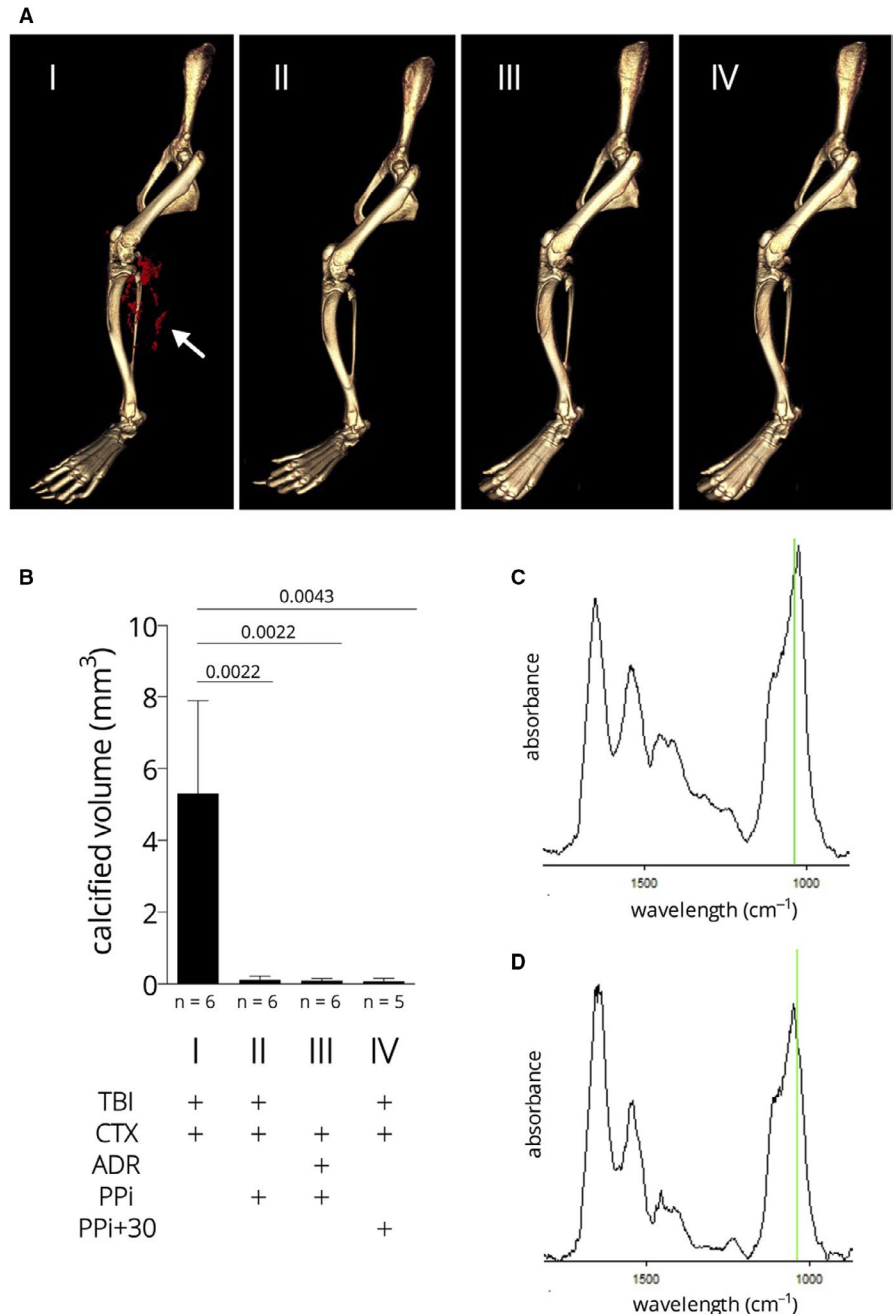 A
I II III IV
B
0.0043
0.0022
0.0022
10
8
6
4
2
0
calcified volume (mm³)
n = 6 n = 6 n = 6 n = 5
I II III IV
TBI + + +
CTX + + + +
ADR +
PPi + +
PPi+30 +
C
absorbance
1500 1000
wavelength (cm⁻¹)
D
absorbance
1500 1000
wavelength (cm⁻¹)